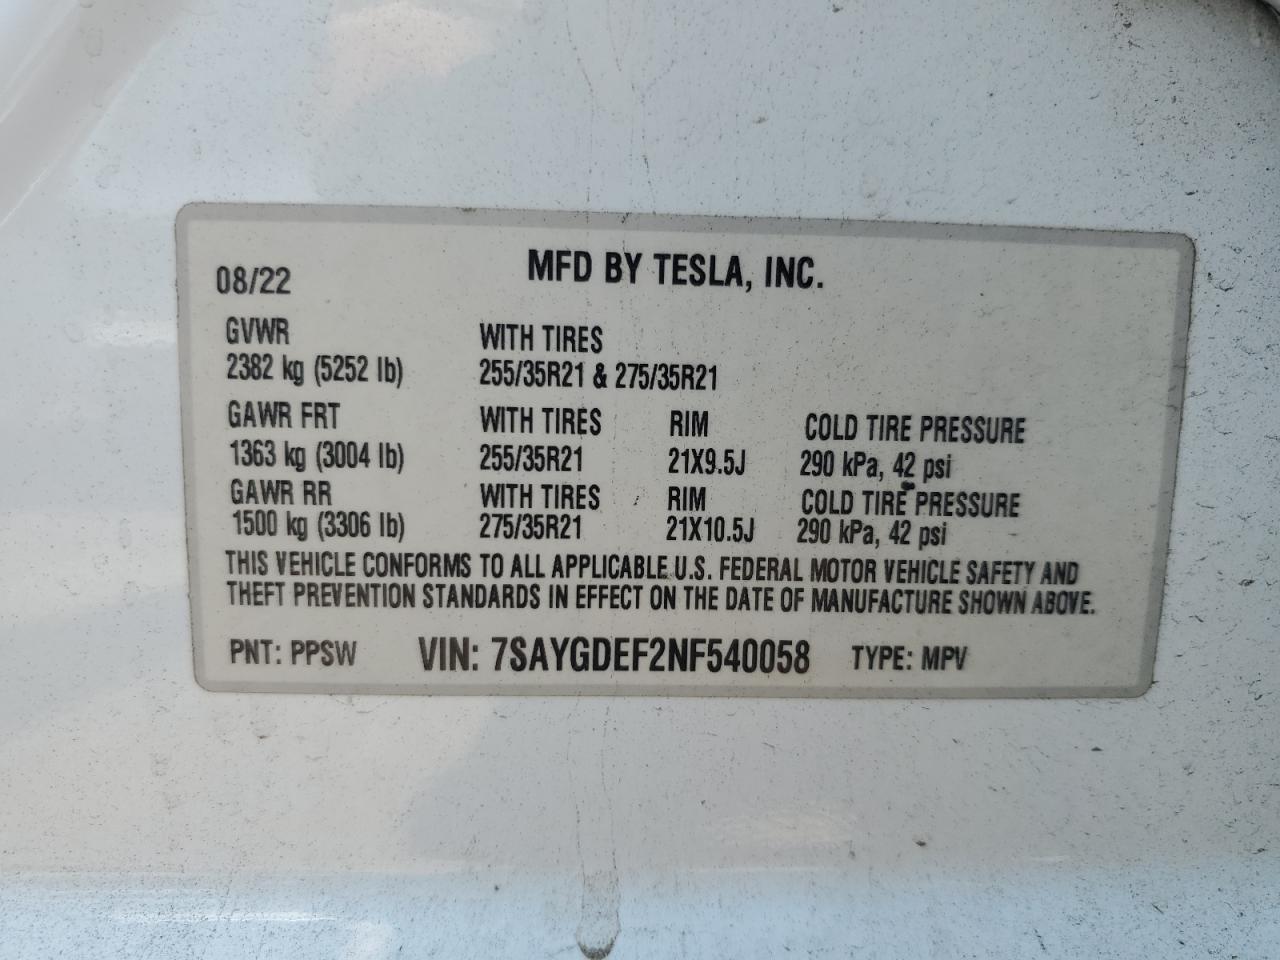 MFD BY TESLA, INC.
08/22
GVWR WITH TIRES
2382 kg (5252 lb) 255/35R21 & 275/35R21
GAWR FRT WITH TIRES RIM COLD TIRE PRESSURE
1363 kg (3004 lb) 255/35R21 21X9.5J 290 kPa, 42 psi
GAWR RR WITH TIRES RIM COLD TIRE PRESSURE
1500 kg (3306 lb) 275/35R21 21X10.5J 290 kPa, 42 psi
THIS VEHICLE CONFORMS TO ALL APPLICABLE U.S. FEDERAL MOTOR VEHICLE SAFETY AND
THEFT PREVENTION STANDARDS IN EFFECT ON THE DATE OF MANUFACTURE SHOWN ABOVE.
PNT: PPSW VIN: 7SAYGDEF2NF540058 TYPE: MPV